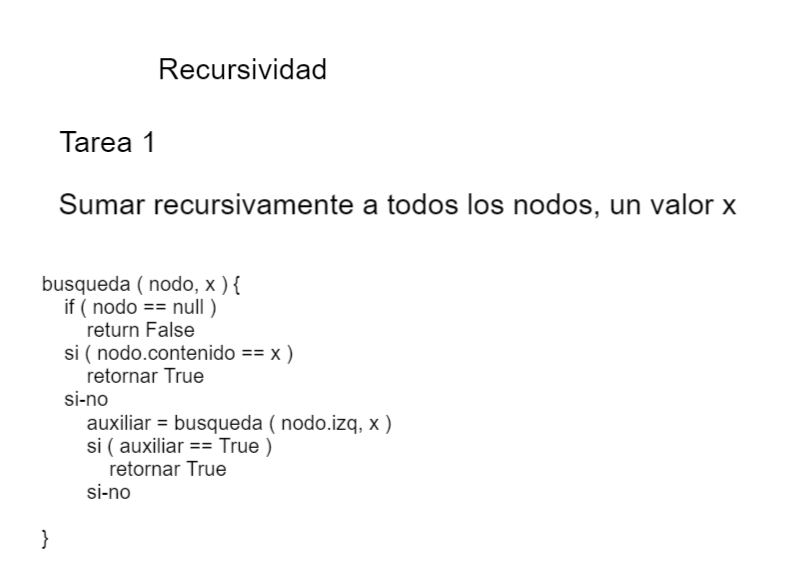 Recursividad
Tarea 1
Sumar recursivamente a todos los nodos, un valor x
busqueda ( nodo, x ) {
if ( nodo == null )
return False
si ( nodo.contenido == x )
retornar True
si-no
auxiliar = busqueda ( nodo.izq, x )
si ( auxiliar == True )
retornar True
si-no
}